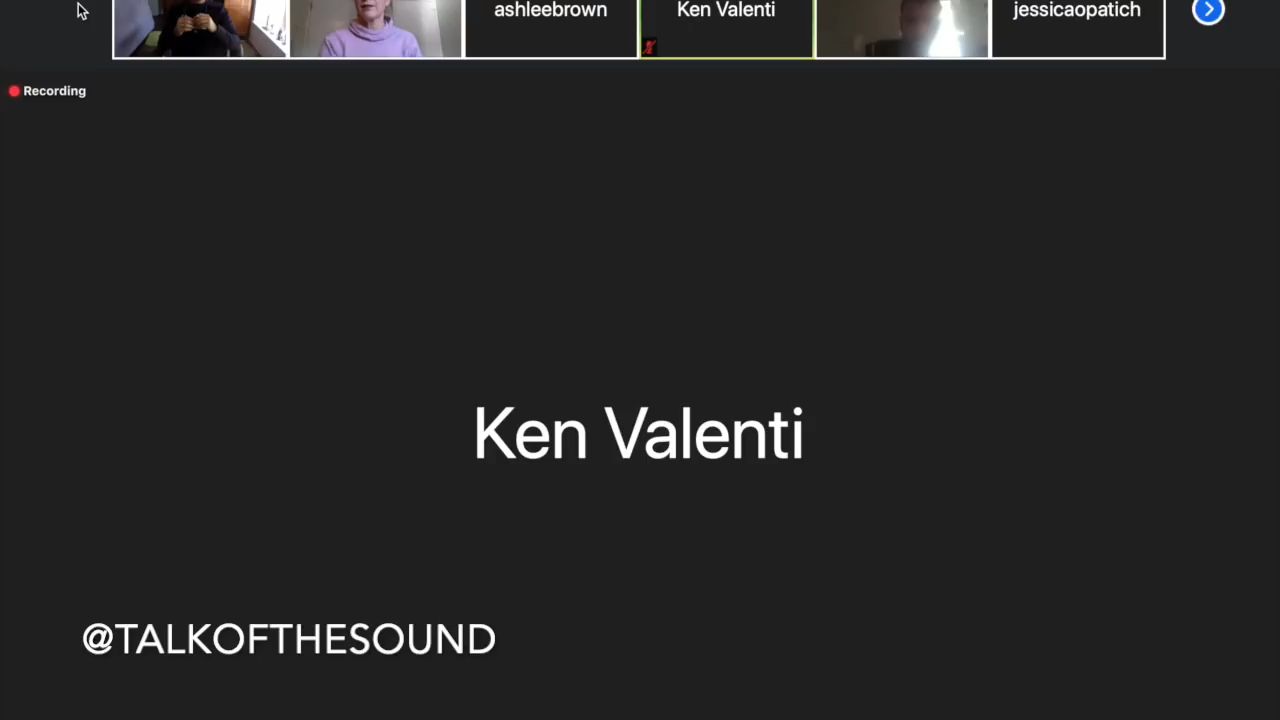 ashleebrown
Ken Valenti
jessicaopatich
Recording
Ken Valenti
@TALKOFTHESOUND